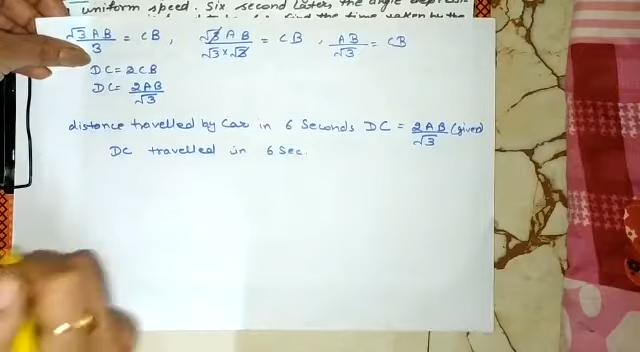 uniform speed. Six second later, the angle
√3 AB/3 = CB, √3 AB/√3×√3 = CB, AB/√3 = CB
DC = 2CB
DC = 2AB/√3
distance travelled by Car in 6 Seconds DC = 2AB/√3 (given)
DC travelled in 6 Sec.